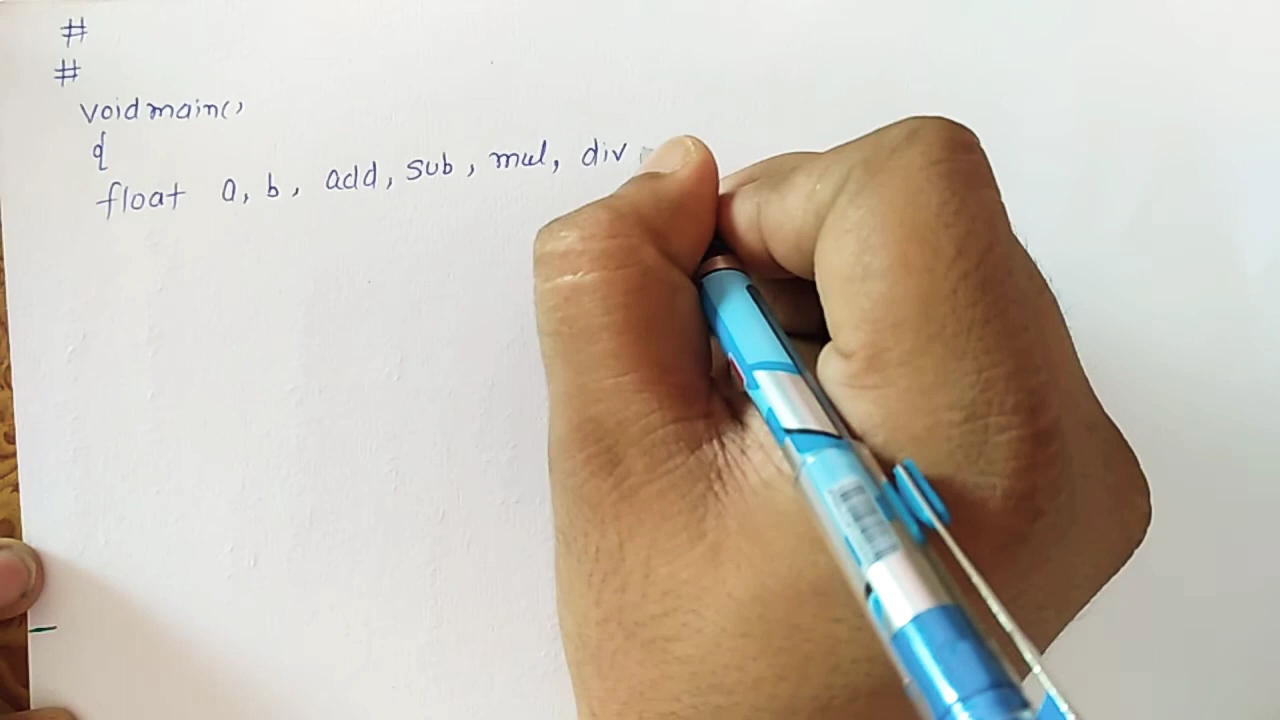 #
#
void main()
{
float a, b, add, sub, mul, div